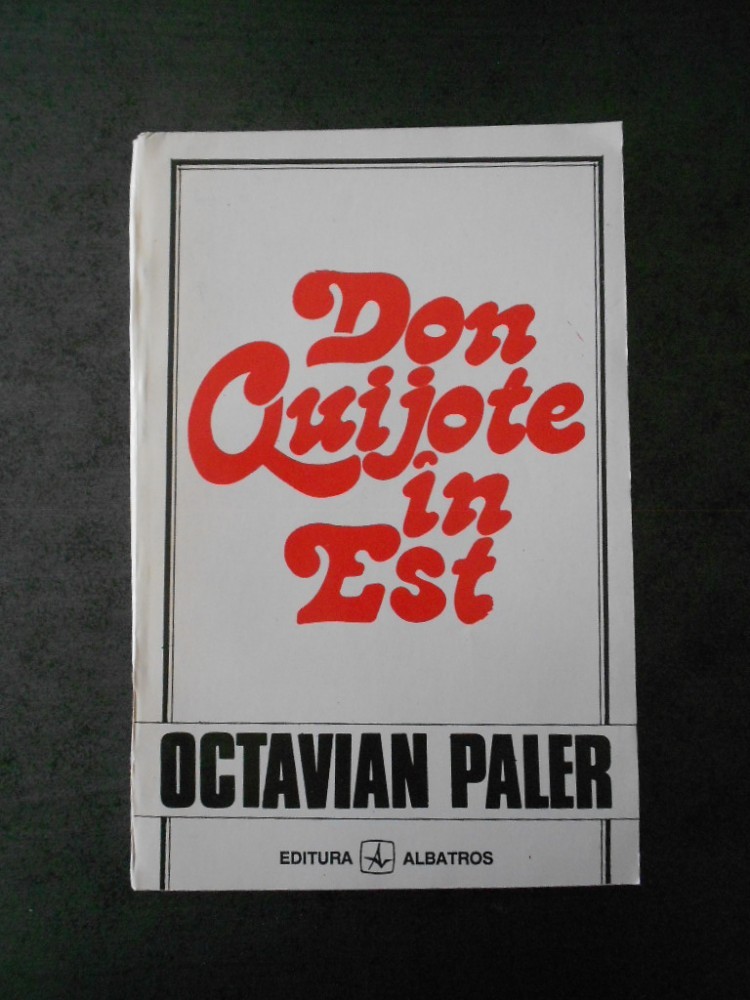 Don
Quijote
în
Est
OCTAVIAN PALER
EDITURA ALBATROS